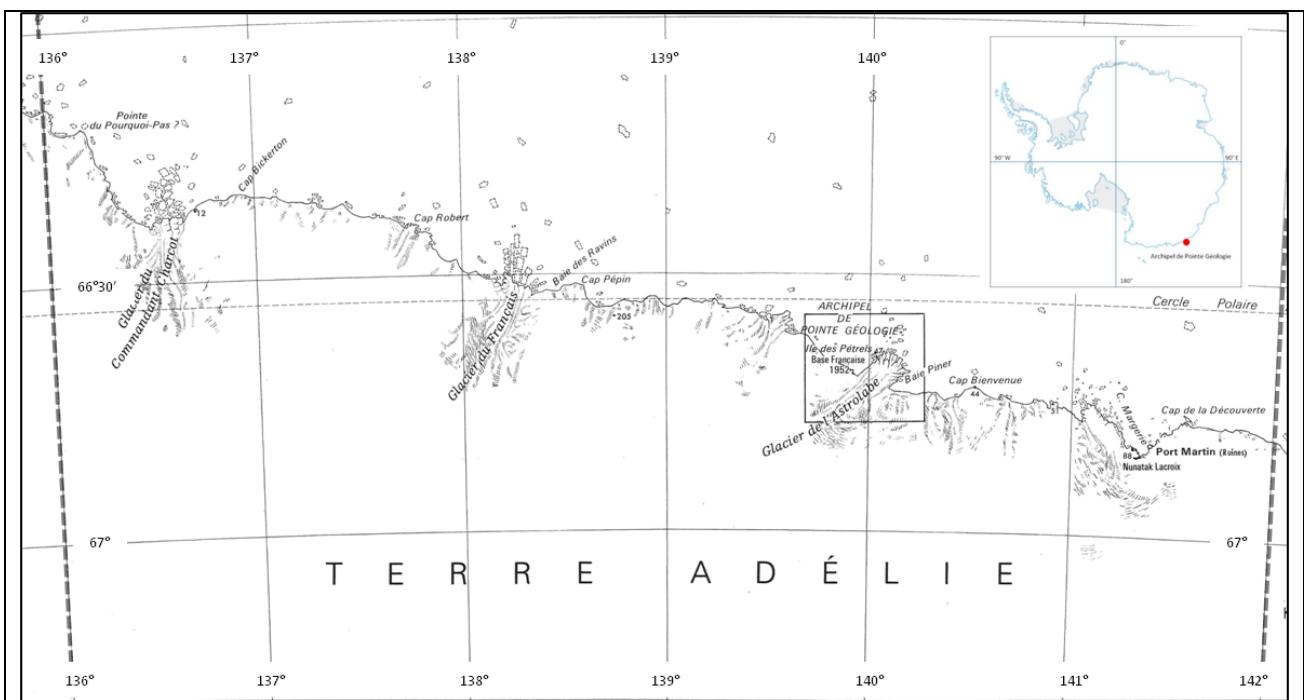 136°
137°
138°
139°
140°
0°
90° W
90° E
180°
Archipel de Pointe Géologie
Pointe
du Pourquoi-Pas ?
Cap Bickerton
12
Cap Robert
Glacier du
Commandant Charcot
Baie des Ravins
Cap Pépin
205
Glacier du Français
66°30'
Cercle Polaire
ARCHIPEL
DE
POINTE GÉOLOGIE
Ile des Pétrels
47
Base Française
1952
Baie Piner
Glacier de l'Astrolabe
Cap Bienvenue
44
C. Margerie
Cap de la Découverte
88
Port Martin (Ruines)
Nunatak Lacroix
67°
67°
TERRE ADÉLIE
136°
137°
138°
139°
140°
141°
142°